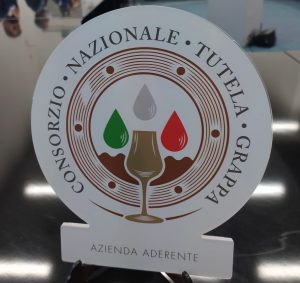 CONSORZIO • NAZIONALE • TUTELA • GRAPPA
AZIENDA ADERENTE